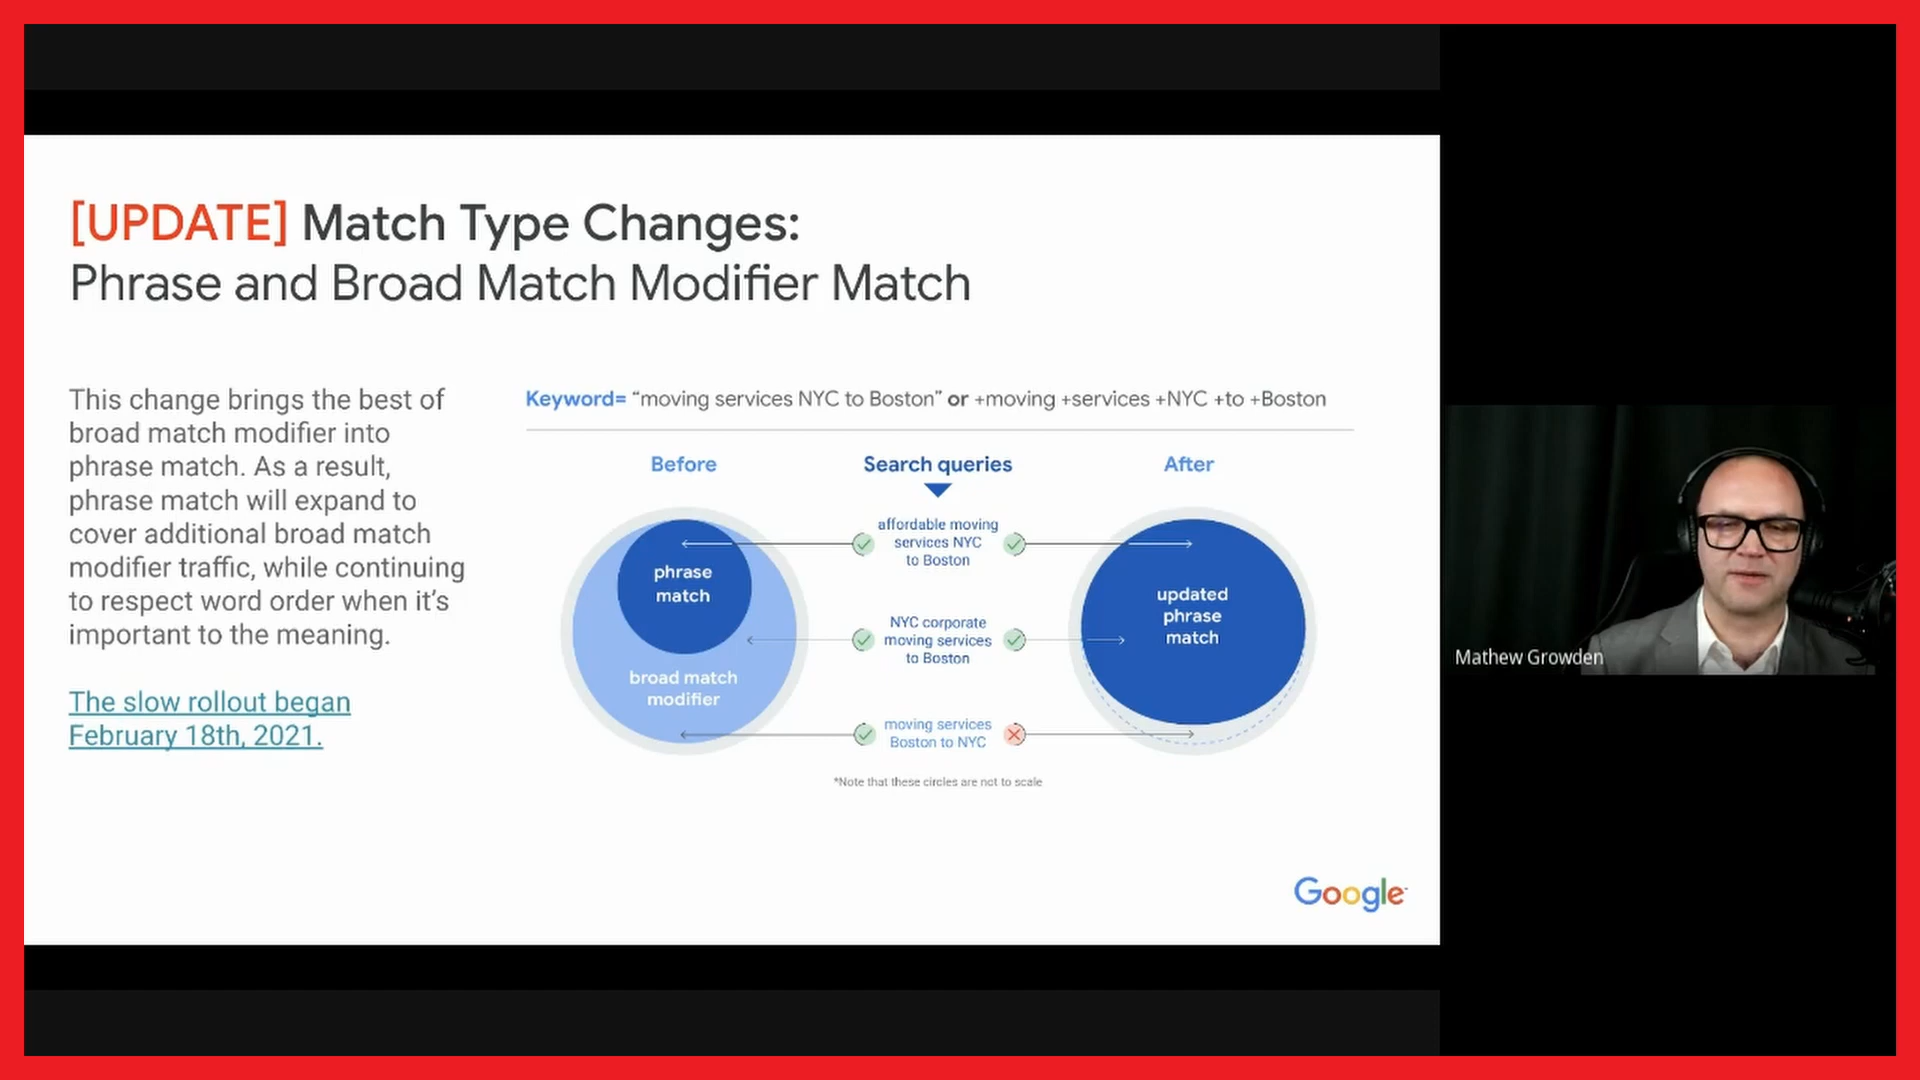 [UPDATE] Match Type Changes:
Phrase and Broad Match Modifier Match
This change brings the best of
broad match modifier into
phrase match. As a result,
phrase match will expand to
cover additional broad match
modifier traffic, while continuing
to respect word order when it’s
important to the meaning.
The slow rollout began
February 18th, 2021.
Keyword= “moving services NYC to Boston” or +moving +services +NYC +to +Boston
Before
Search queries
After
phrase
match
broad match
modifier
affordable moving
services NYC
to Boston
NYC corporate
moving services
to Boston
moving services
Boston to NYC
updated
phrase
match
*Note that these circles are not to scale
Google
Mathew Growden